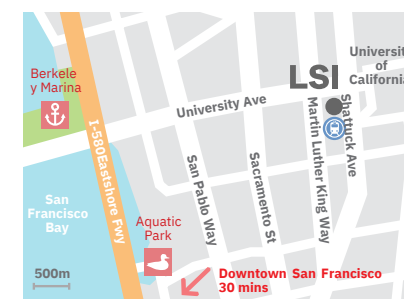 Universit
of
California
LSI
Berkele
y Marina
University Ave
I-580Eastshore Fwy
San Pablo Way
Sacramento St
Martin Luther King Way
Shattuck Ave
San
Francisco
Bay
Aquatic
Park
500m
Downtown San Francisco
30 mins